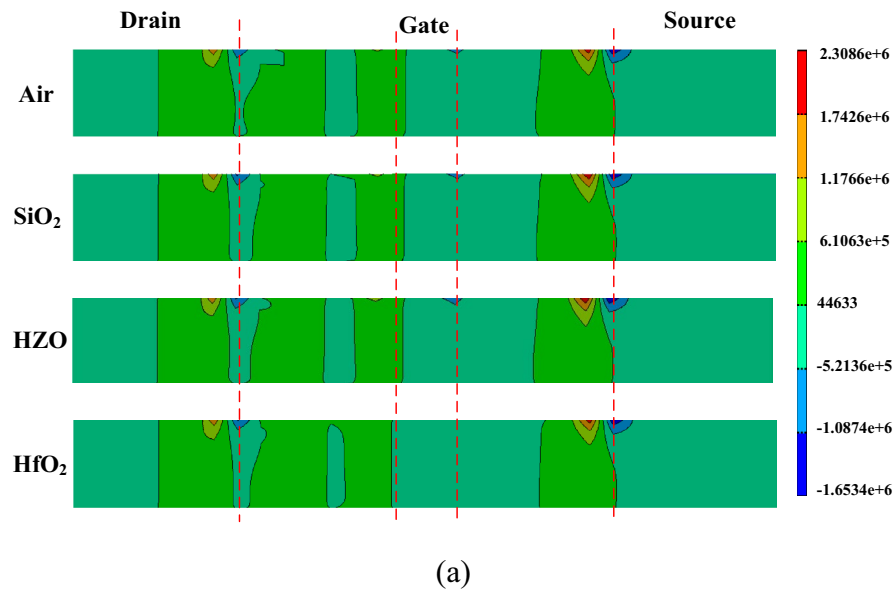 Drain Gate Source
Air
SiO₂
HZO
HfO₂
2.3086e+6
1.7426e+6
1.1766e+6
6.1063e+5
44633
-5.2136e+5
-1.0874e+6
-1.6534e+6
(a)